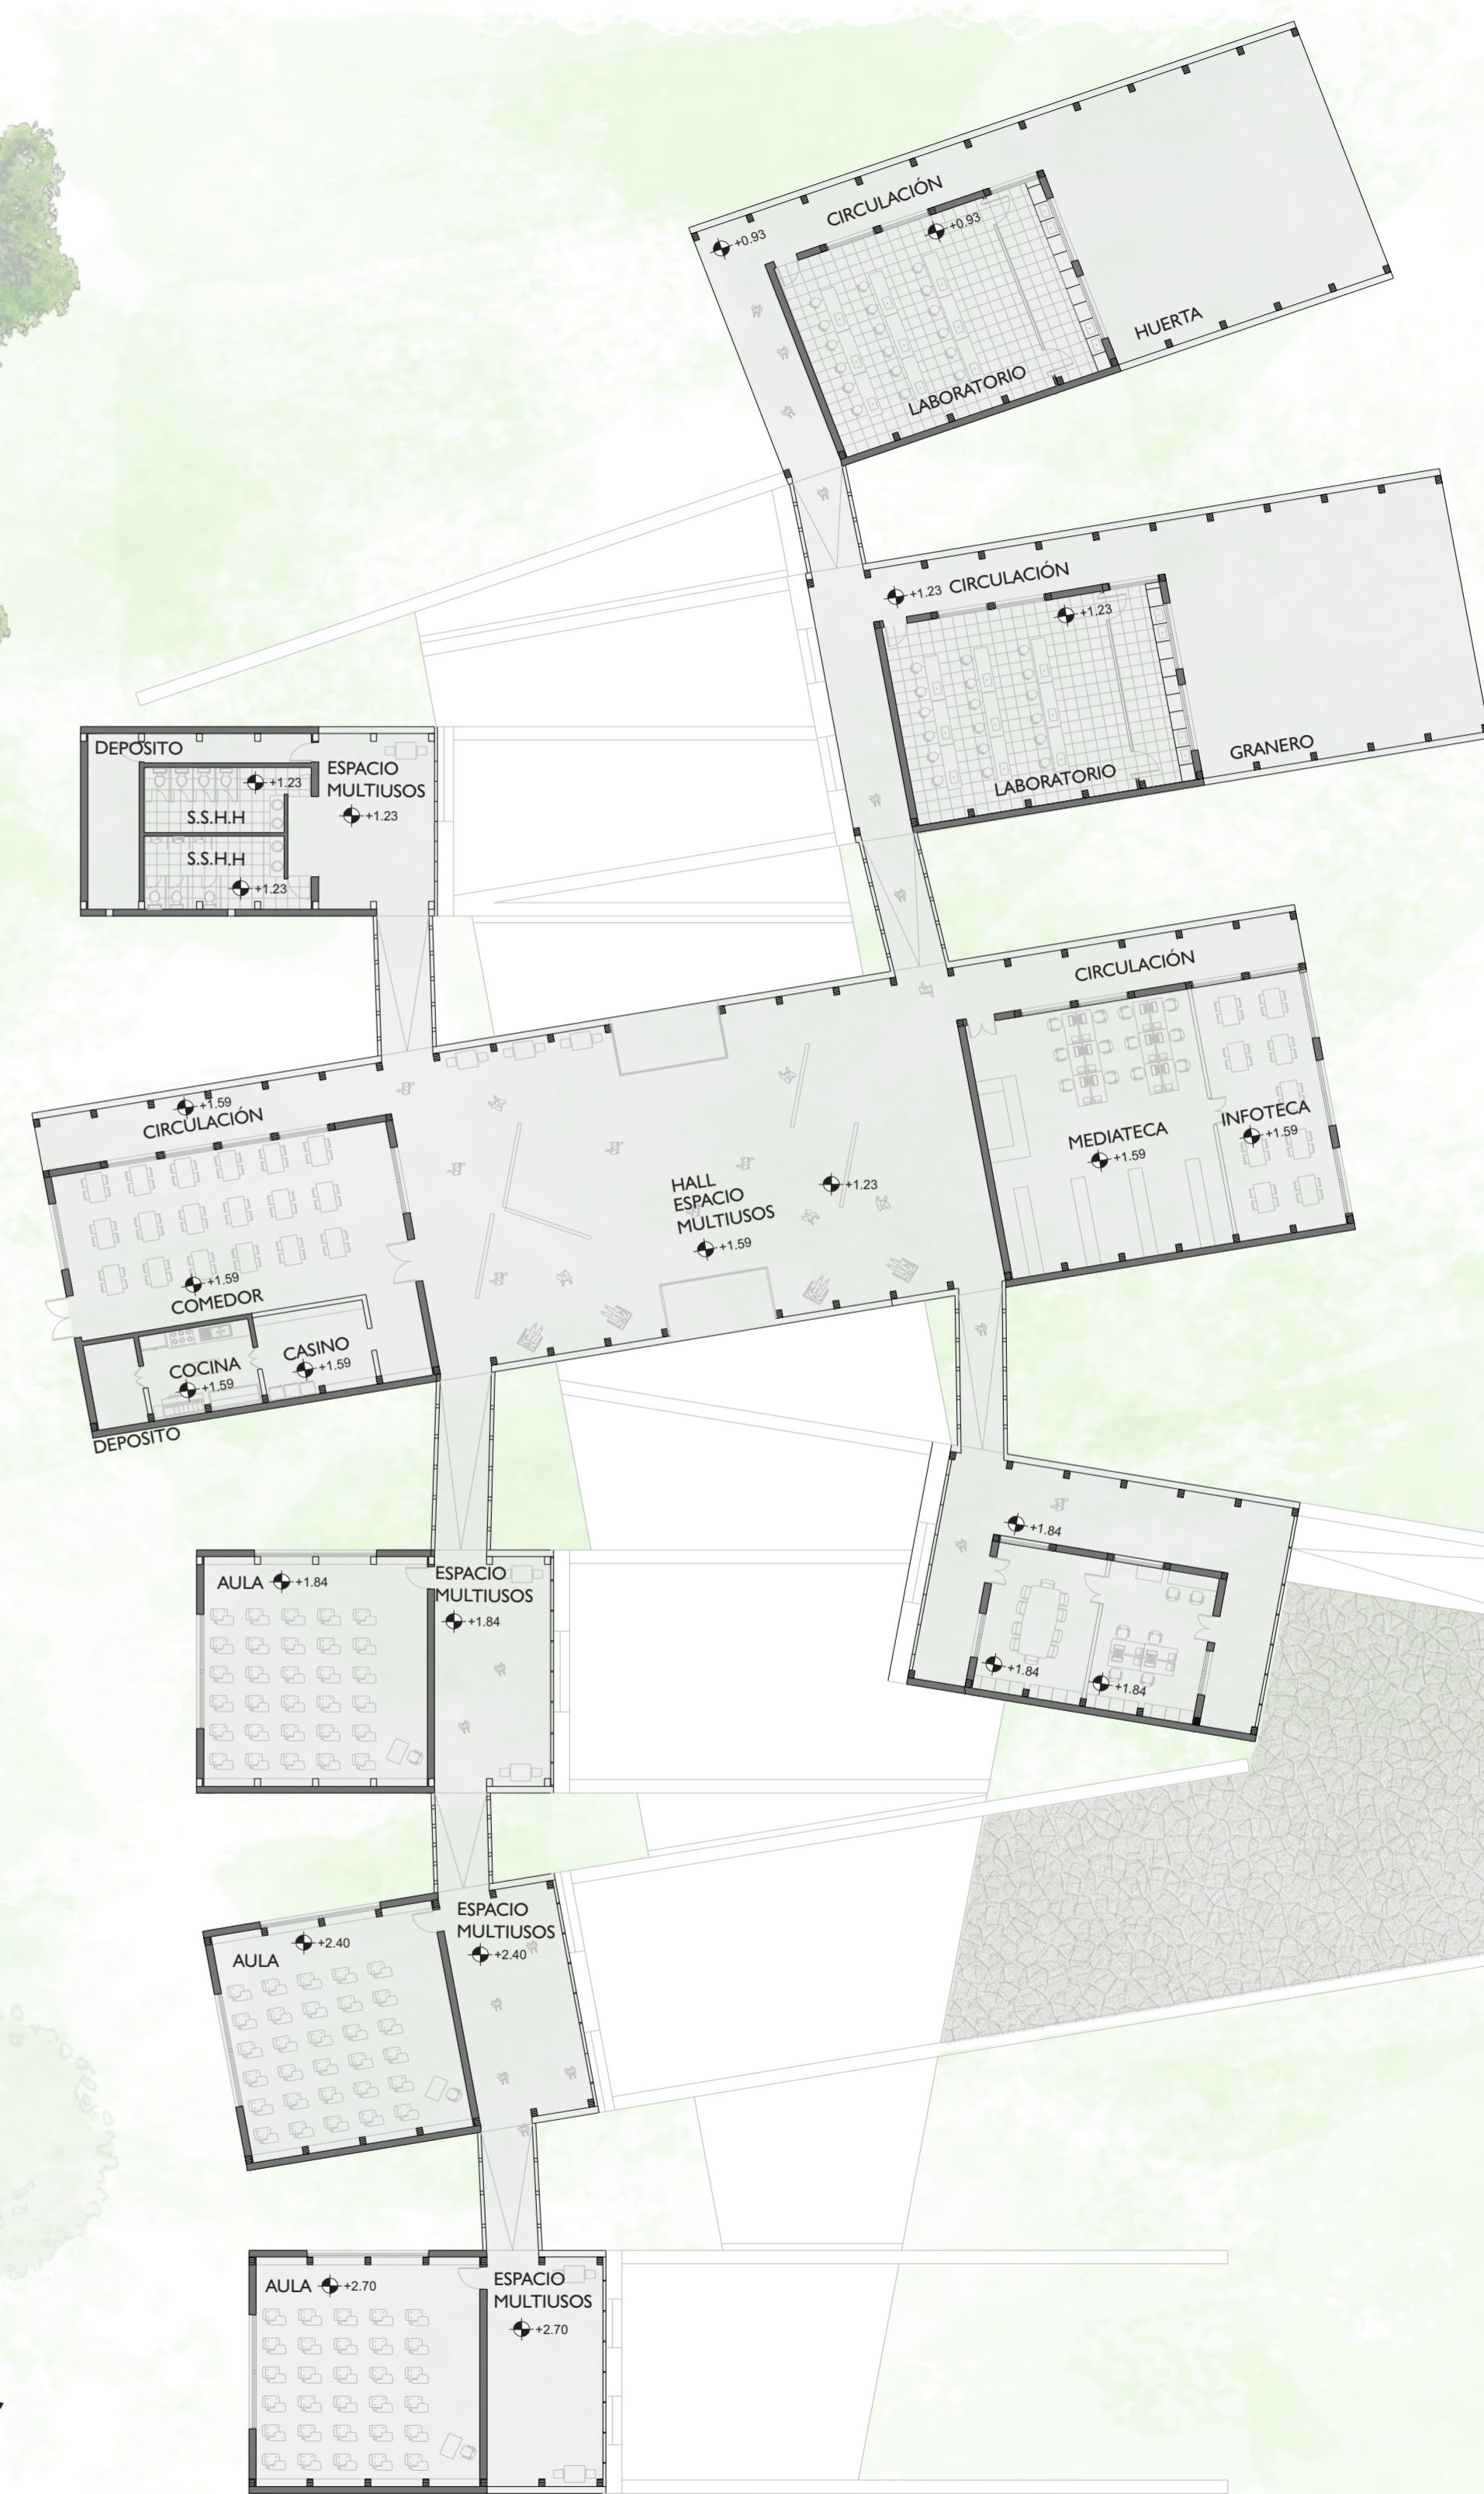 CIRCULACIÓN
+0.93
+0.93
HUERTA
LABORATORIO
+1.23
CIRCULACIÓN
+1.23
GRANERO
LABORATORIO
DEPOSITO
+1.23
ESPACIO
MULTIUSOS
+1.23
S.S.H.H
S.S.H.H
+1.23
CIRCULACIÓN
+1.59
CIRCULACIÓN
MEDIATECA
+1.59
INFOTECA
+1.59
HALL
ESPACIO
MULTIUSOS
+1.59
+1.23
+1.59
COMEDOR
COCINA
+1.59
CASINO
+1.59
DEPOSITO
+1.84
+1.84
+1.84
AULA
+1.84
ESPACIO
MULTIUSOS
+1.84
AULA
+2.40
ESPACIO
MULTIUSOS
+2.40
AULA
+2.70
ESPACIO
MULTIUSOS
+2.70